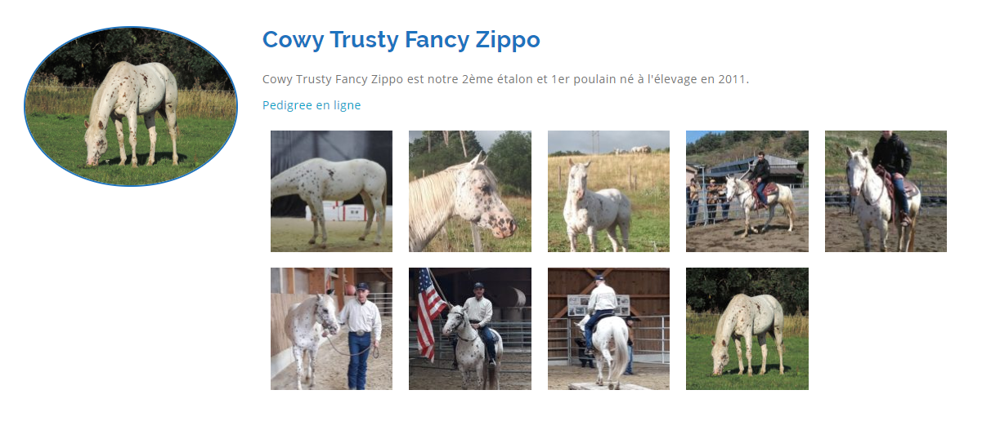 Cowy Trusty Fancy Zippo
Cowy Trusty Fancy Zippo est notre 2ème étalon et 1er poulain né à l'élevage en 2011.
Pedigree en ligne